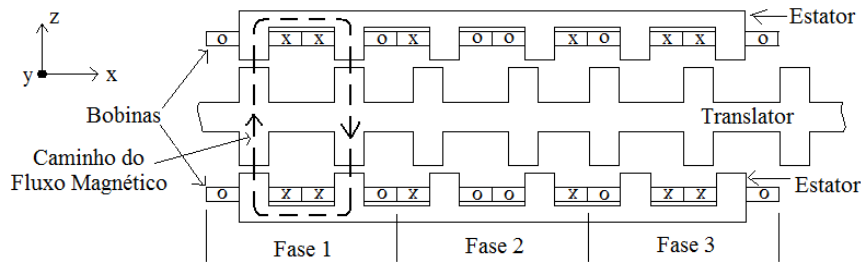 z
y
x
Estator
o x x o x o o x o x x o
Bobinas
Translator
Caminho do
Fluxo Magnético
Estator
o x x o x o o x o x x o
Fase 1
Fase 2
Fase 3